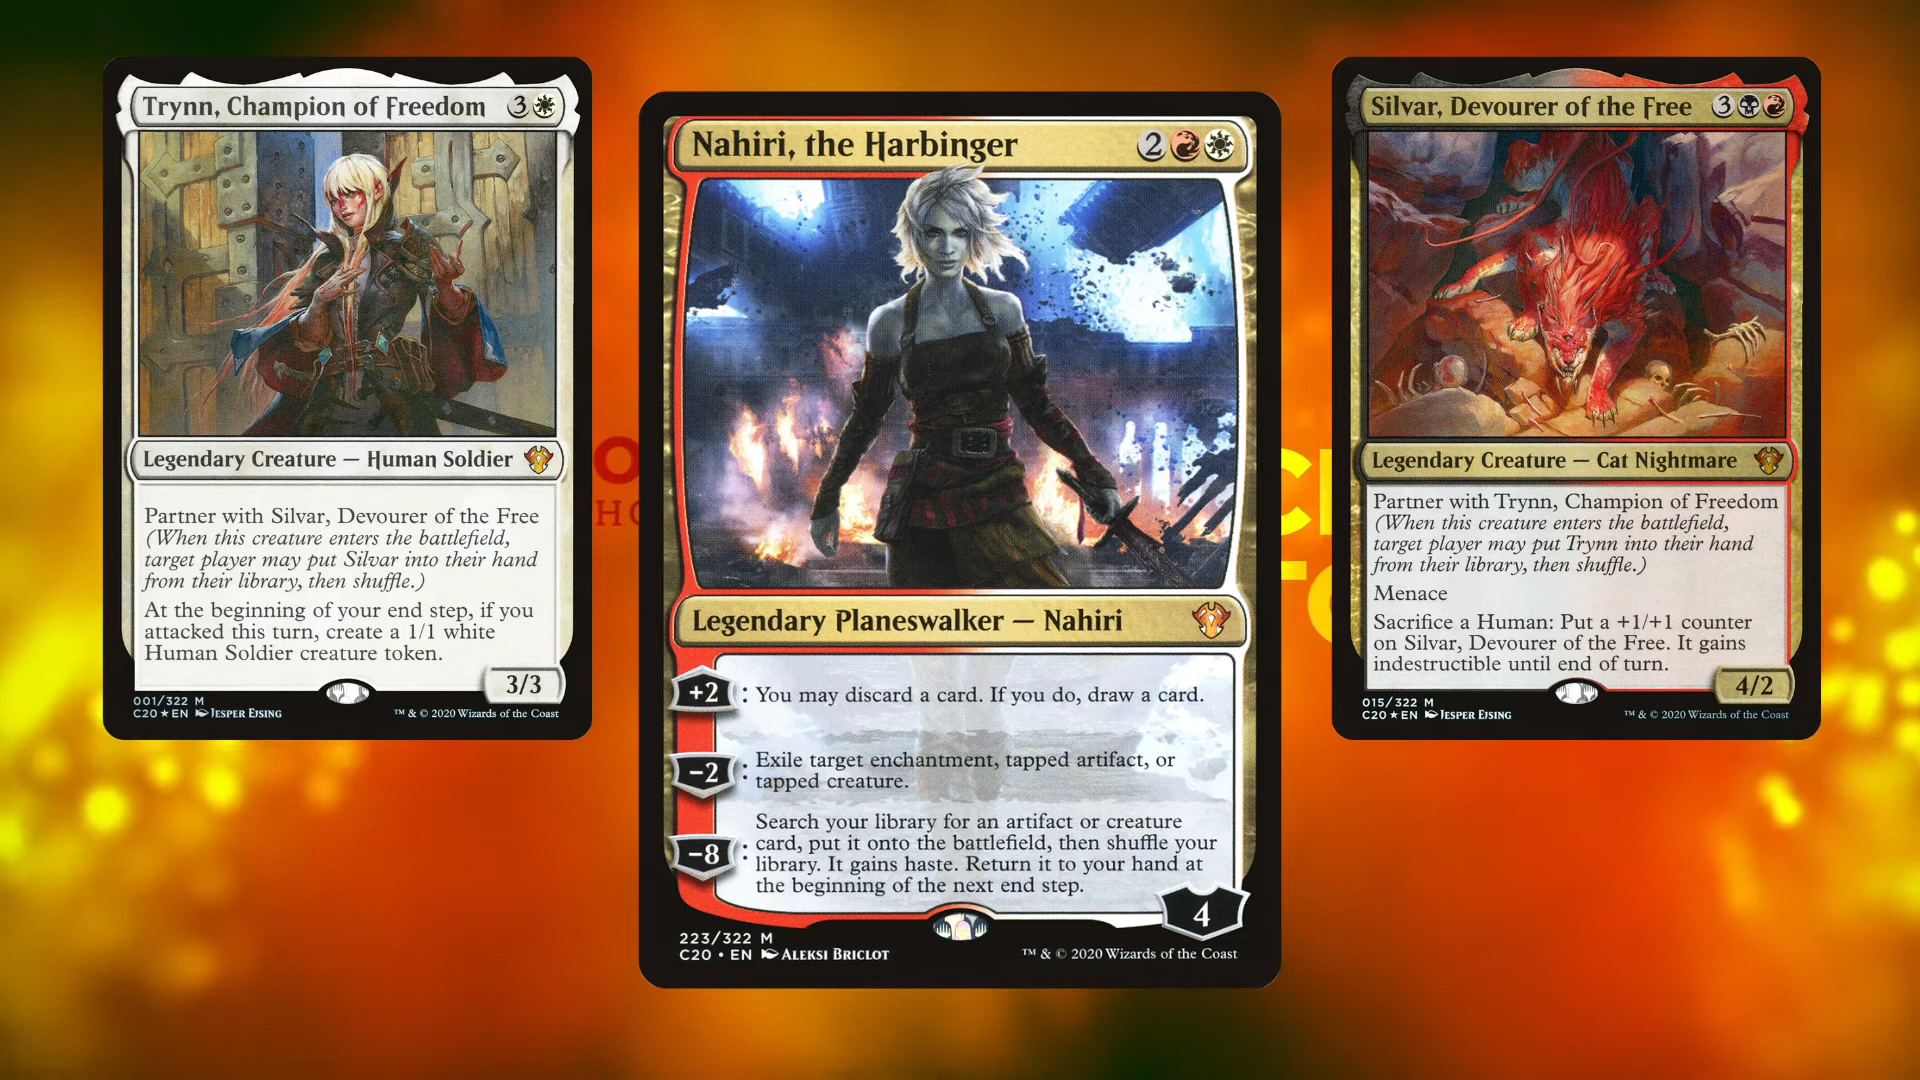 Trynn, Champion of Freedom 3
Legendary Creature — Human Soldier
Partner with Silvar, Devourer of the Free
(When this creature enters the battlefield,
target player may put Silvar into their hand
from their library, then shuffle.)
At the beginning of your end step, if you
attacked this turn, create a 1/1 white
Human Soldier creature token.
3/3
001/322 M
C20 ★ EN JESPER EJSING
™ & © 2020 Wizards of the Coast
Nahiri, the Harbinger 2
Legendary Planeswalker — Nahiri
+2 : You may discard a card. If you do, draw a card.
−2 : Exile target enchantment, tapped artifact, or
tapped creature.
Search your library for an artifact or creature
−8 : card, put it onto the battlefield, then shuffle your
library. It gains haste. Return it to your hand at
the beginning of the next end step.
4
223/322 M
C20 • EN ALEKSI BRICLOT
™ & © 2020 Wizards of the Coast
Silvar, Devourer of the Free 3
Legendary Creature — Cat Nightmare
Partner with Trynn, Champion of Freedom
(When this creature enters the battlefield,
target player may put Trynn into their hand
from their library, then shuffle.)
Menace
Sacrifice a Human: Put a +1/+1 counter
on Silvar, Devourer of the Free. It gains
indestructible until end of turn.
4/2
015/322 M
C20 ★ EN JESPER EJSING
™ & © 2020 Wizards of the Coast